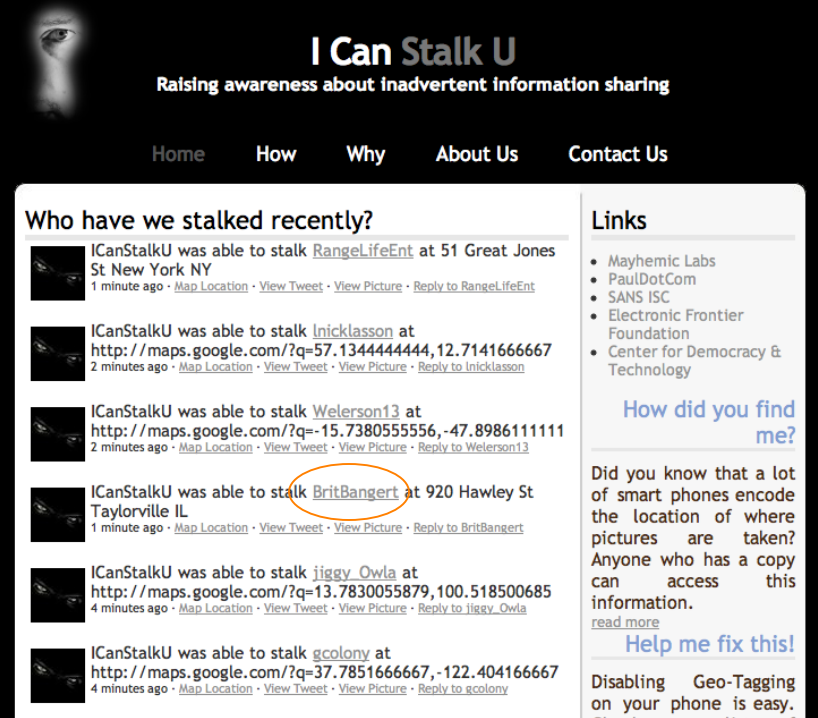 I Can Stalk U
Raising awareness about inadvertent information sharing
Home How Why About Us Contact Us
Who have we stalked recently?
ICanStalkU was able to stalk RangeLifeEnt at 51 Great Jones
St New York NY
1 minute ago · Map Location · View Tweet · View Picture · Reply to RangeLifeEnt
ICanStalkU was able to stalk lnicklasson at
http://maps.google.com/?q=57.1344444444,12.7141666667
2 minutes ago · Map Location · View Tweet · View Picture · Reply to lnicklasson
ICanStalkU was able to stalk Welerson13 at
http://maps.google.com/?q=-15.7380555556,-47.8986111111
2 minutes ago · Map Location · View Tweet · View Picture · Reply to Welerson13
ICanStalkU was able to stalk BritBangert at 920 Hawley St
Taylorville IL
1 minute ago · Map Location · View Tweet · View Picture · Reply to BritBangert
ICanStalkU was able to stalk jiggy_Owla at
http://maps.google.com/?q=13.7830055879,100.518500685
4 minutes ago · Map Location · View Tweet · View Picture · Reply to jiggy_Owla
ICanStalkU was able to stalk gcolony at
http://maps.google.com/?q=37.7851666667,-122.404166667
4 minutes ago · Map Location · View Tweet · View Picture · Reply to gcolony
Links
Mayhemic Labs
PaulDotCom
SANS ISC
Electronic Frontier
Foundation
Center for Democracy &
Technology
How did you find
me?
Did you know that a lot
of smart phones encode
the location of where
pictures are taken?
Anyone who has a copy
can access this
information.
read more
Help me fix this!
Disabling Geo-Tagging
on your phone is easy.